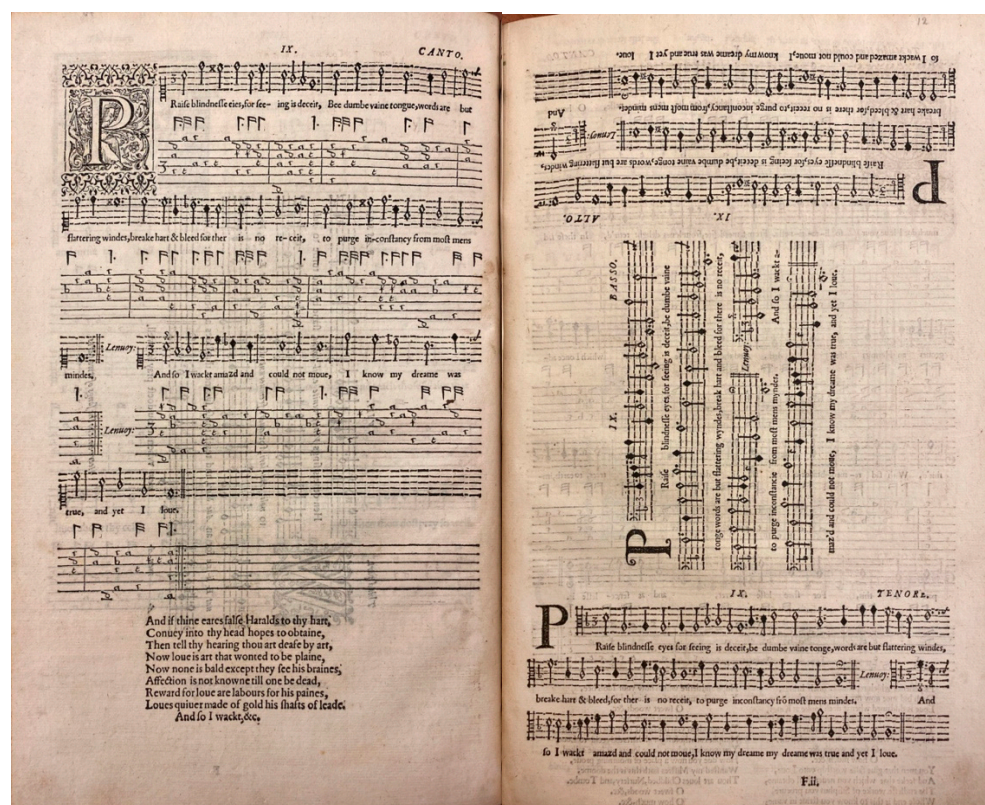 IX. CANTO.
R Raise blindnesse eies, for see- ing is deceit, Bee dumbe vaine tongue, words are but
flattering windes, breake hart & bleed for ther is no re-ceit, to purge in-constancy from most mens
mindes. Lenuoy: And so I wackt amazd and could not moue, I know my dreame was
Lenuoy:
true, and yet I loue.
And if thine eares false Haralds to thy hart,
Conuey into thy head hopes to obtaine,
Then tell thy hearing thou art deafe by art,
Now loue is art that wonted to be plaine,
Now none is bald except they see his braines,
Affection is not knowne till one be dead,
Reward for loue are labours for his paines,
Loues quiuer made of gold his shafts of leade.
And so I wackt, &c.
12
IX. ALTO.
P Raise blindnesse eyes, for seeing is deceit, be dumbe vaine tonge, words are but flattering windes,
breake hart & bleed, for there is no receit, to purge inconstancy, from most mens mindes. Lenuoy: And
so I wackt and amazed and could not moue, I know my dreame was true and yet I loue.
IX. BASSO.
P Raise blindnesse eyes for seeing is deceit, be dumbe vaine
tonge words are but flattering wyndes, break hart and bleed for there is no receit,
to purge inconstancie from most mens myndes. Lenuoy: And so I wackt a-
maz'd and could not moue, I know my dreame was true, and yet I loue.
IX. TENORE.
P Raise blindnesse eyes for seeing is deceit, be dumbe vaine tonge, words are but flattering windes,
breake hart & bleed, for ther is no receit, to purge inconstancy frō most mens mindes. Lenuoy: And
so I wackt amazd and could not moue, I know my dreame my dreame was true and yet I loue.
F.ii.